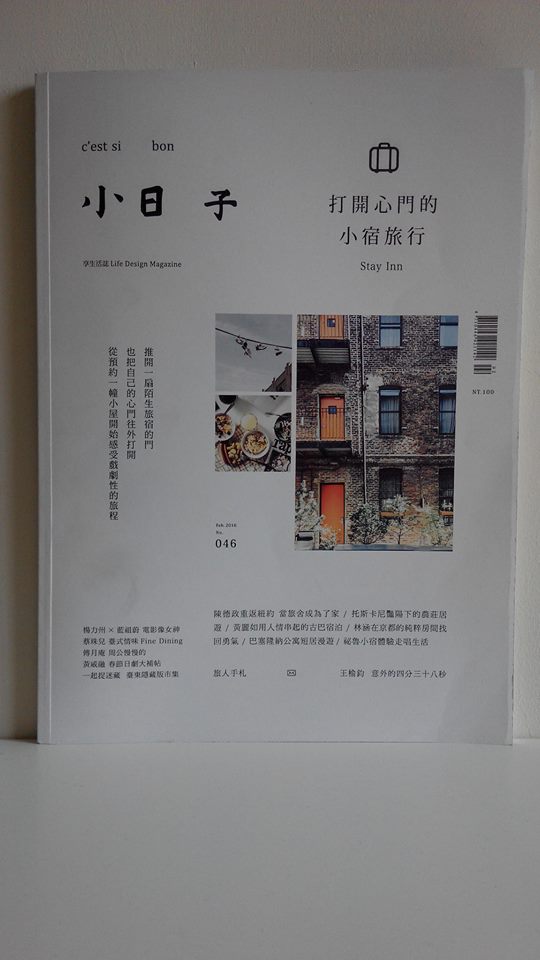 c'est si bon
小日子
享生活誌 Life Design Magazine
打開心門的
小宿旅行
Stay Inn
推開一扇陌生旅宿的門
也把自己的心門往外打開
從預約一幢小屋開始感受戲劇性的旅程
NT.100
Feb 2016
No.
046
陳德政重返紐約 當旅舍成為了家 / 托斯卡尼豔陽下的農莊居
遊 / 黃麗如用人情串起的古巴宿泊 / 林涵在京都的純粹房間找
回勇氣 / 巴塞隆納公寓短居漫遊 / 祕魯小宿體驗走唱生活
旅人手札 王榆鈞 意外的四分三十八秒
楊力州 × 藍祖蔚 電影像女神
蔡珠兒 臺式情味 Fine Dining
傅月庵 周公慢慢的
黃威融 春節日劇大補帖
一起捉迷藏 臺東隱藏版市集